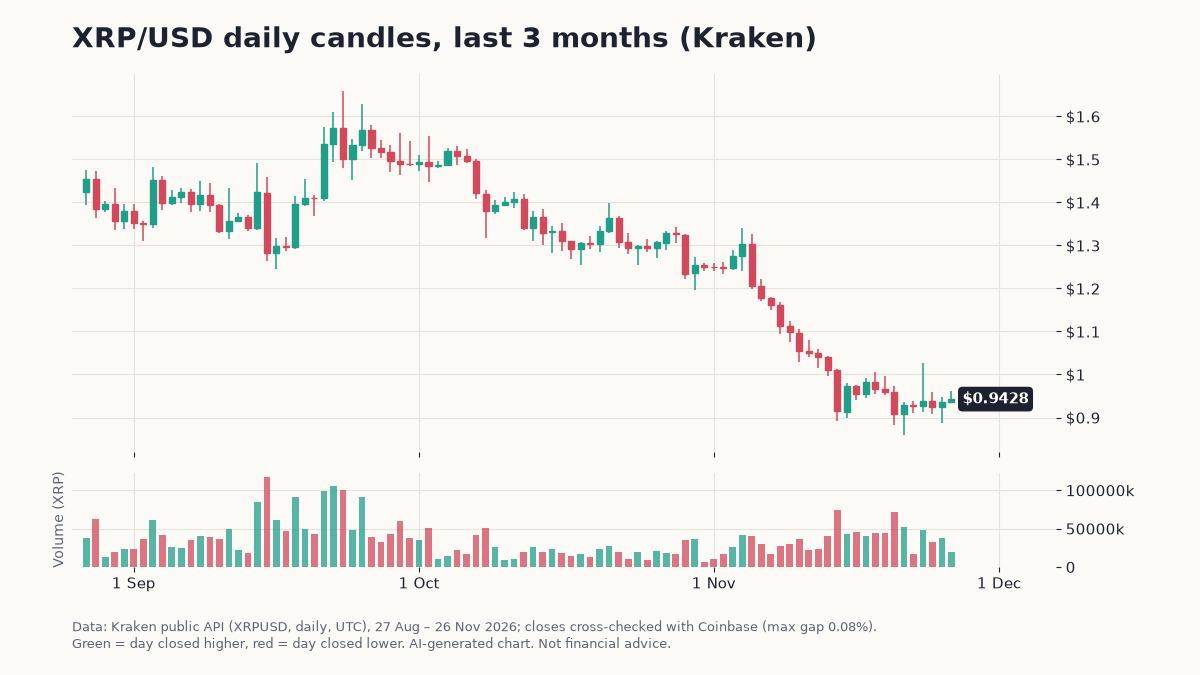 XRP/USD daily candles, last 3 months (Kraken)
$1.6
$1.5
$1.4
$1.3
$1.2
$1.1
$1
$0.9428
$0.9
Volume (XRP)
100000k
50000k
0
1 Sep
1 Oct
1 Nov
1 Dec
Data: Kraken public API (XRPUSD, daily, UTC), 27 Aug – 26 Nov 2026; closes cross-checked with Coinbase (max gap 0.08%).
Green = day closed higher, red = day closed lower. AI-generated chart. Not financial advice.